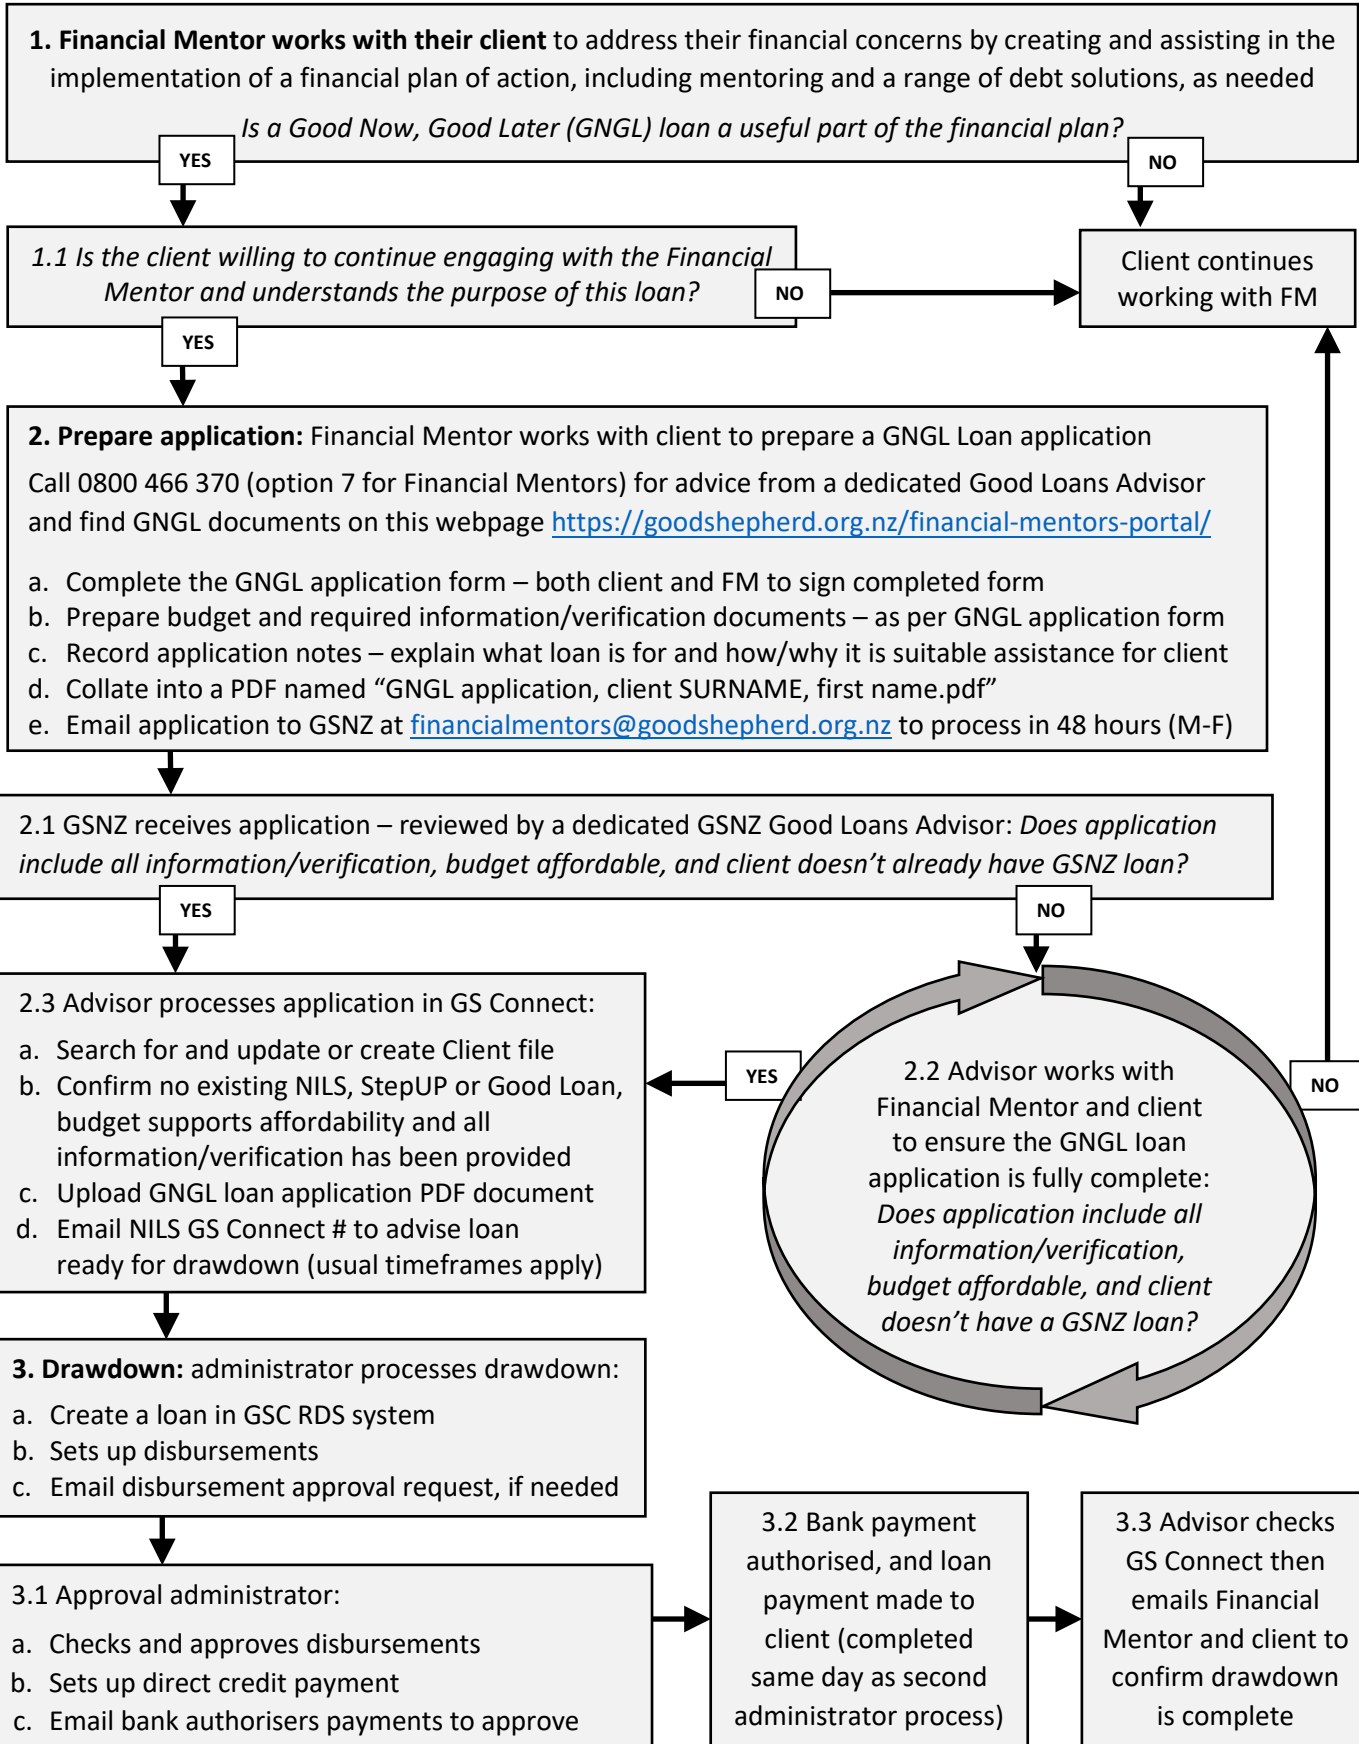 1. Financial Mentor works with their client to address their financial concerns by creating and assisting in the
implementation of a financial plan of action, including mentoring and a range of debt solutions, as needed
Is a Good Now, Good Later (GNGL) loan a useful part of the financial plan?
YES
NO
1.1 Is the client willing to continue engaging with the Financial
Mentor and understands the purpose of this loan?
NO
Client continues
working with FM
YES
2. Prepare application: Financial Mentor works with client to prepare a GNGL Loan application
Call 0800 466 370 (option 7 for Financial Mentors) for advice from a dedicated Good Loans Advisor
and find GNGL documents on this webpage https://goodshepherd.org.nz/financial-mentors-portal/
a. Complete the GNGL application form – both client and FM to sign completed form
b. Prepare budget and required information/verification documents – as per GNGL application form
c. Record application notes – explain what loan is for and how/why it is suitable assistance for client
d. Collate into a PDF named “GNGL application, client SURNAME, first name.pdf”
e. Email application to GSNZ at financialmentors@goodshepherd.org.nz to process in 48 hours (M-F)
2.1 GSNZ receives application – reviewed by a dedicated GSNZ Good Loans Advisor: Does application
include all information/verification, budget affordable, and client doesn’t already have GSNZ loan?
YES
NO
2.3 Advisor processes application in GS Connect:
a. Search for and update or create Client file
b. Confirm no existing NILS, StepUP or Good Loan,
budget supports affordability and all
information/verification has been provided
c. Upload GNGL loan application PDF document
d. Email NILS GS Connect # to advise loan
ready for drawdown (usual timeframes apply)
YES
2.2 Advisor works with
Financial Mentor and client
to ensure the GNGL loan
application is fully complete:
Does application include all
information/verification,
budget affordable, and client
doesn’t have a GSNZ loan?
NO
3. Drawdown: administrator processes drawdown:
a. Create a loan in GSC RDS system
b. Sets up disbursements
c. Email disbursement approval request, if needed
3.1 Approval administrator:
a. Checks and approves disbursements
b. Sets up direct credit payment
c. Email bank authorisers payments to approve
3.2 Bank payment
authorised, and loan
payment made to
client (completed
same day as second
administrator process)
3.3 Advisor checks
GS Connect then
emails Financial
Mentor and client to
confirm drawdown
is complete